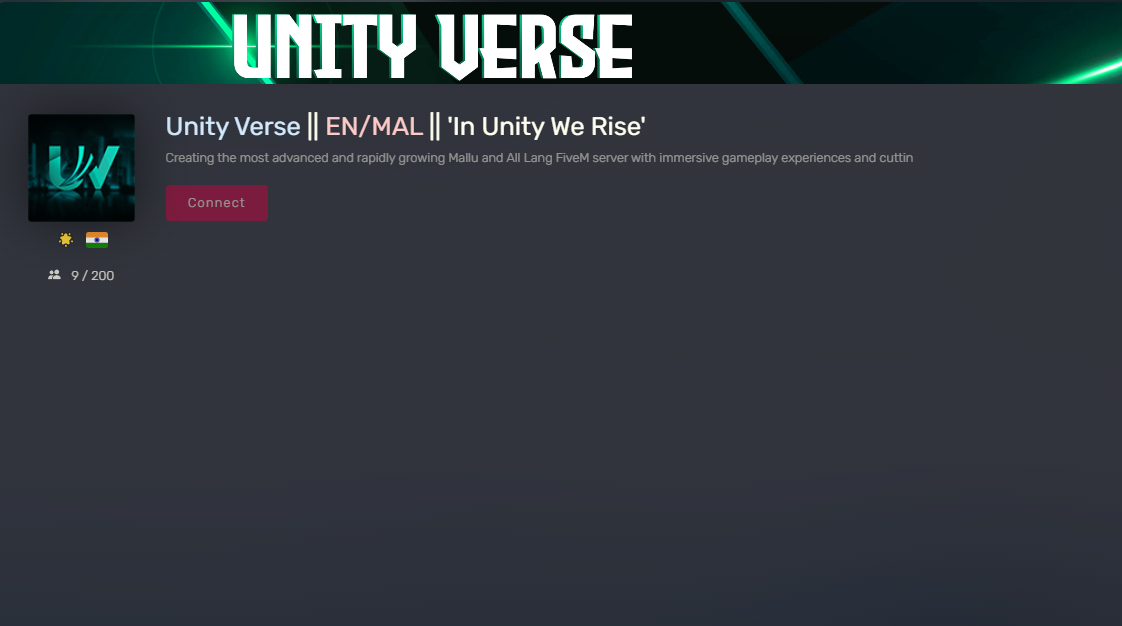 UNITY VERSE
UV
Unity Verse || EN/MAL || 'In Unity We Rise'
Creating the most advanced and rapidly growing Mallu and All Lang FiveM server with immersive gameplay experiences and cuttin
Connect
9 / 200